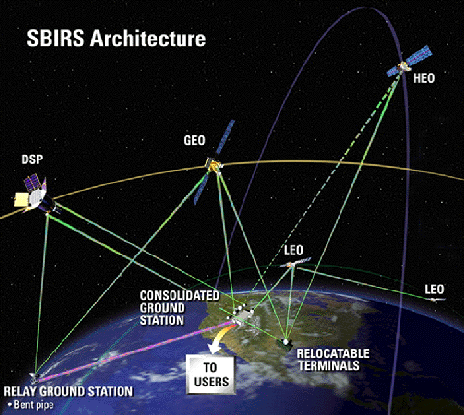 SBIRS Architecture
HEO
GEO
DSP
LEO
LEO
CONSOLIDATED
GROUND
STATION
RELOCATABLE
TERMINALS
TO
USERS
RELAY GROUND STATION
• Bent pipe